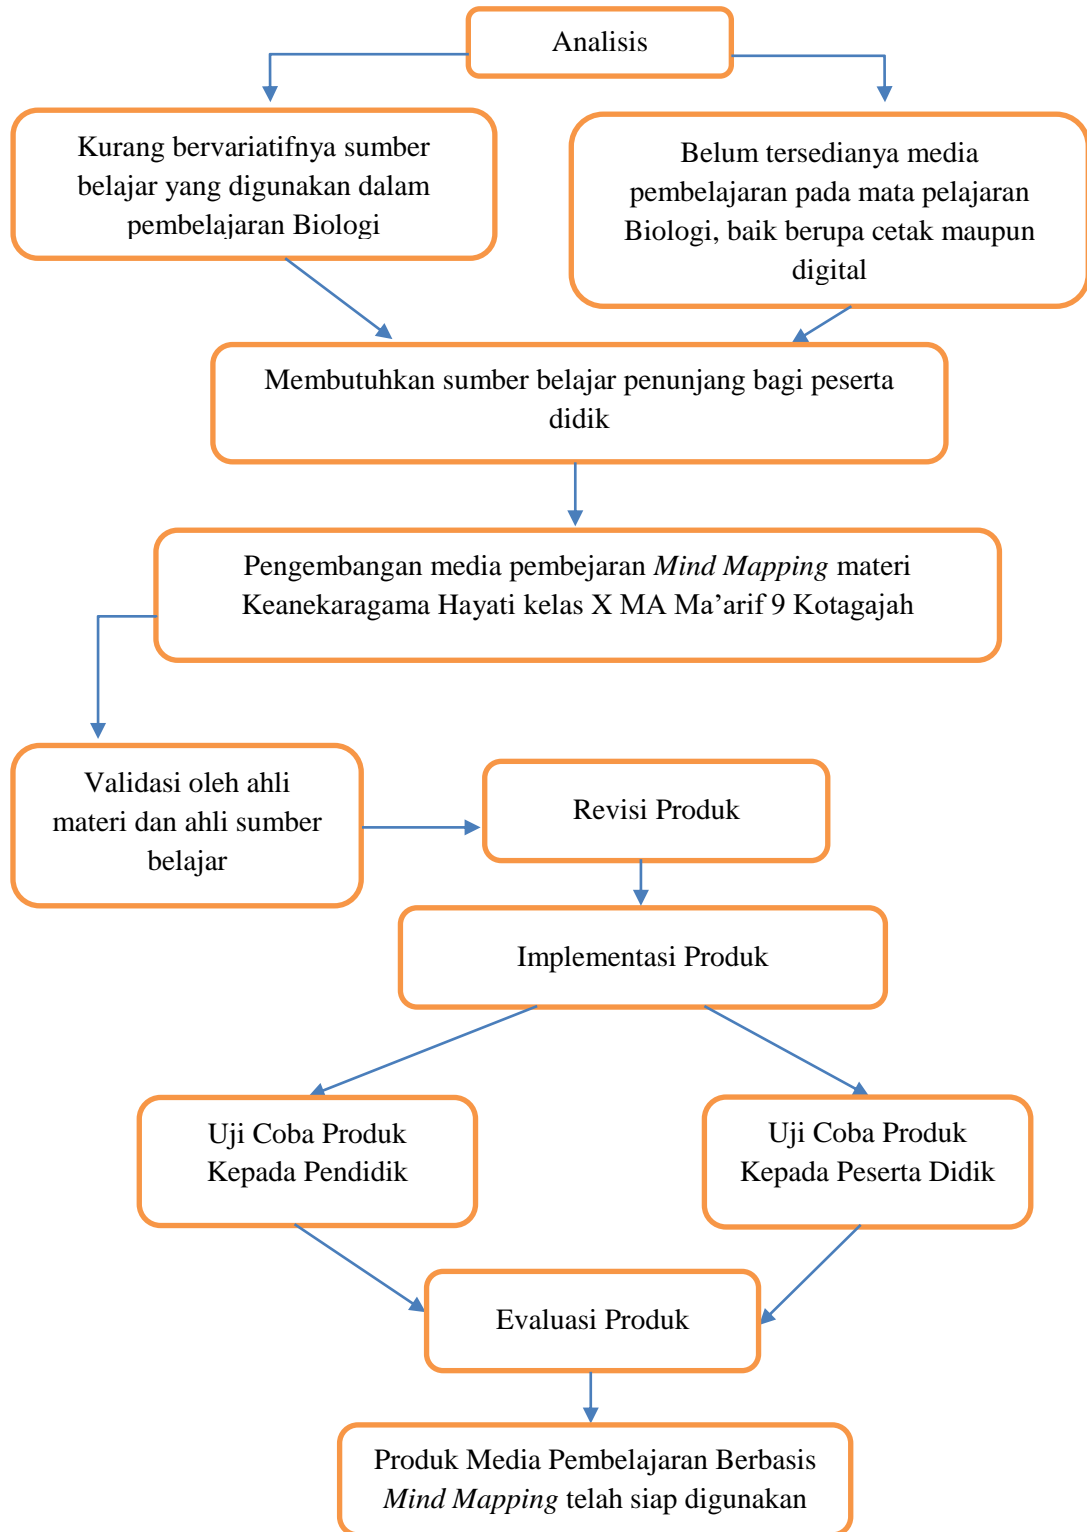 Analisis
Kurang bervariatifnya sumber
belajar yang digunakan dalam
pembelajaran Biologi
Belum tersedianya media
pembelajaran pada mata pelajaran
Biologi, baik berupa cetak maupun
digital
Membutuhkan sumber belajar penunjang bagi peserta
didik
Pengembangan media pembejaran Mind Mapping materi
Keanekaragama Hayati kelas X MA Ma’arif 9 Kotagajah
Validasi oleh ahli
materi dan ahli sumber
belajar
Revisi Produk
Implementasi Produk
Uji Coba Produk
Kepada Pendidik
Uji Coba Produk
Kepada Peserta Didik
Evaluasi Produk
Produk Media Pembelajaran Berbasis
Mind Mapping telah siap digunakan